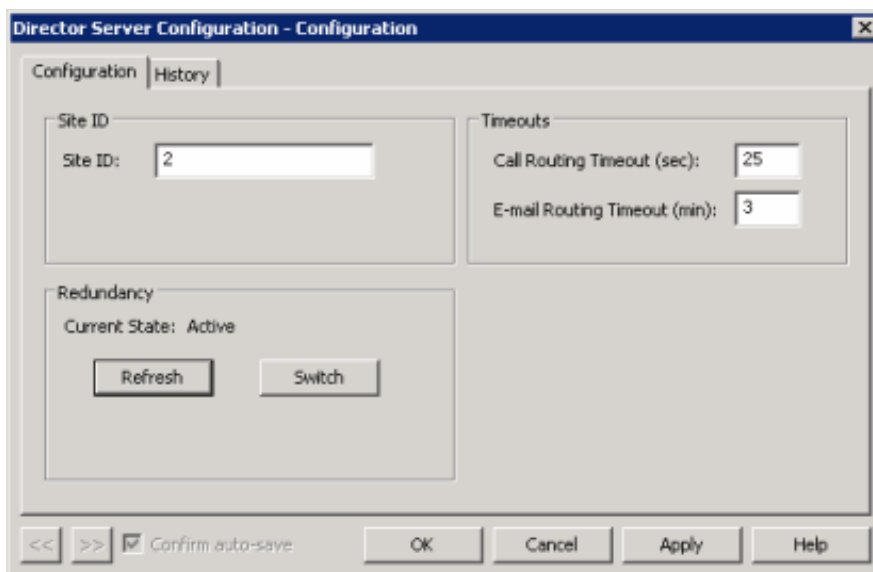 Director Server Configuration - Configuration
Configuration
History
Site ID
Site ID: 2
Timeouts
Call Routing Timeout (sec): 25
E-mail Routing Timeout (min): 3
Redundancy
Current State: Active
Refresh
Switch
<< >> Confirm auto-save OK Cancel Apply Help